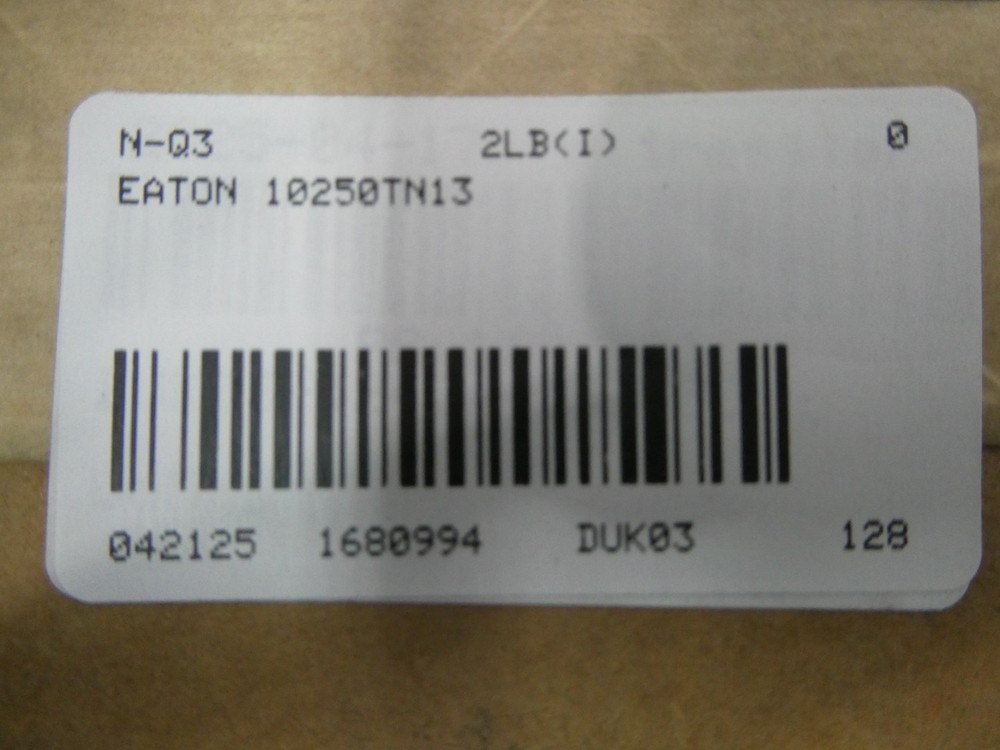 N-Q3 2LB(I) 0
EATON 10250TN13
042125 1680994 DUK03 128